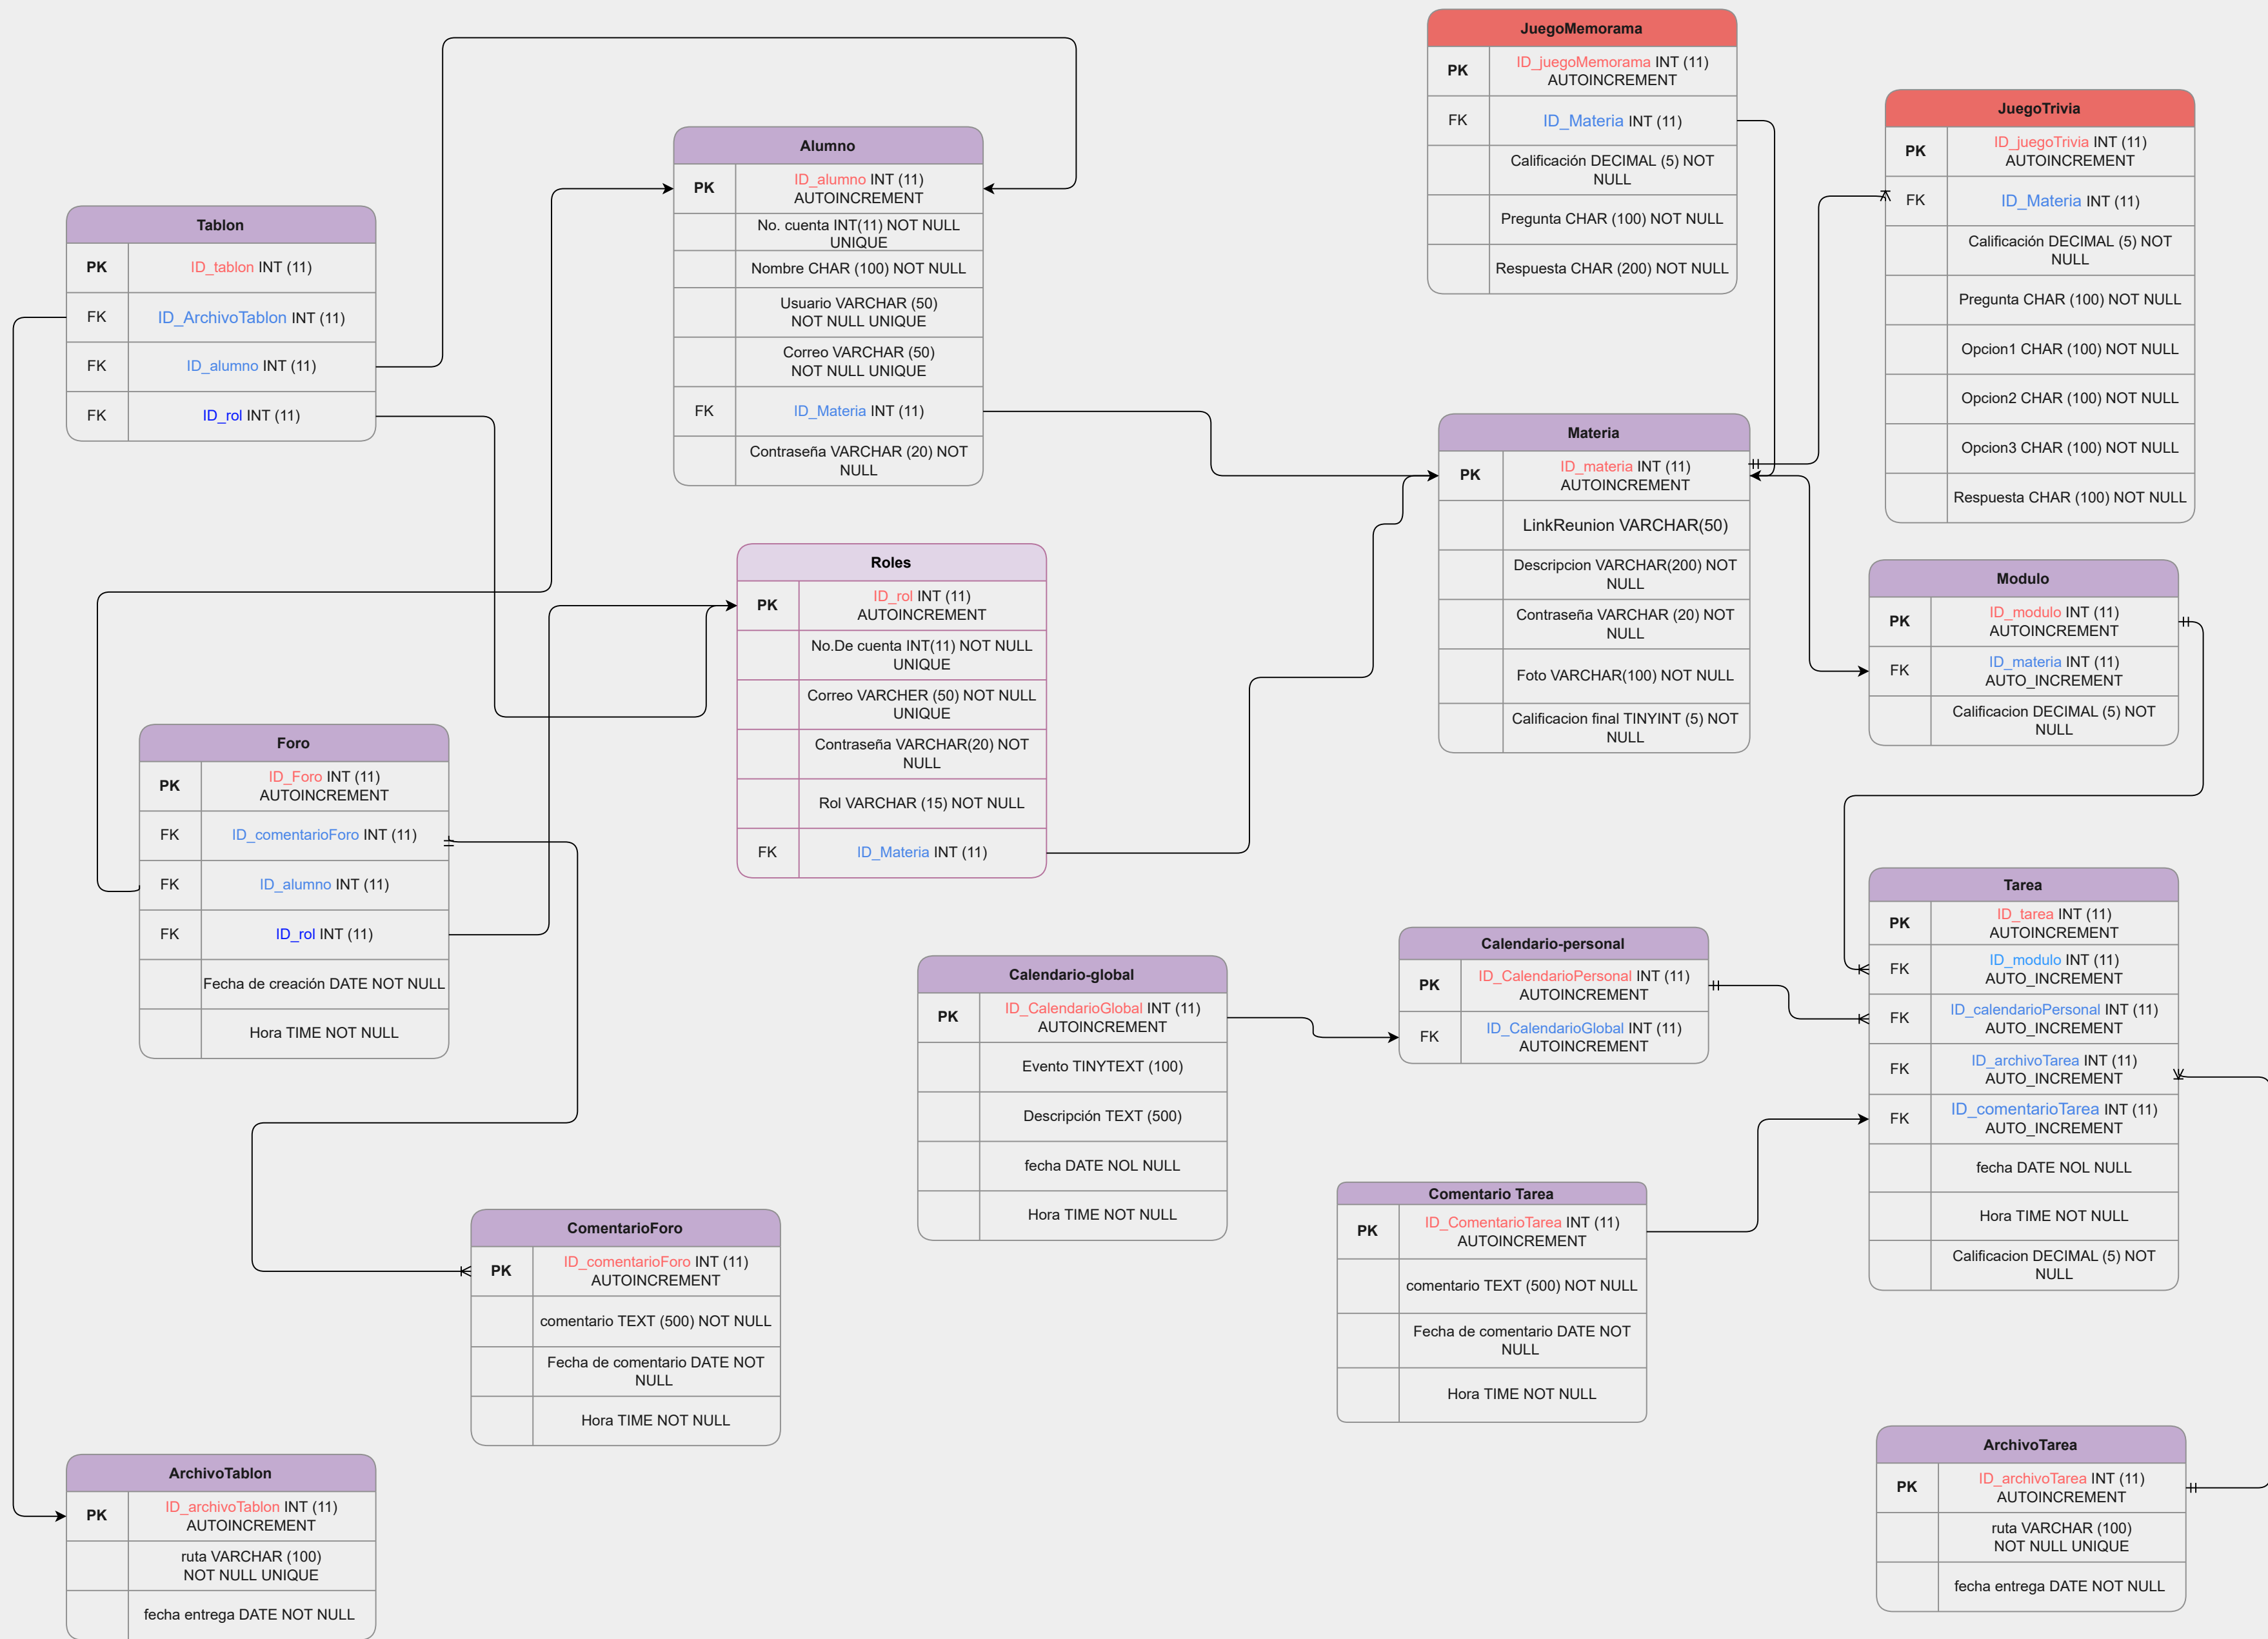 JuegoMemorama
PK
ID_juegoMemorama INT (11)
AUTOINCREMENT
FK
ID_Materia INT (11)
Calificación DECIMAL (5) NOT
NULL
Pregunta CHAR (100) NOT NULL
Respuesta CHAR (200) NOT NULL
JuegoTrivia
PK
ID_juegoTrivia INT (11)
AUTOINCREMENT
FK
ID_Materia INT (11)
Calificación DECIMAL (5) NOT
NULL
Pregunta CHAR (100) NOT NULL
Opcion1 CHAR (100) NOT NULL
Opcion2 CHAR (100) NOT NULL
Opcion3 CHAR (100) NOT NULL
Respuesta CHAR (100) NOT NULL
Alumno
PK
ID_alumno INT (11)
AUTOINCREMENT
No. cuenta INT(11) NOT NULL
UNIQUE
Nombre CHAR (100) NOT NULL
Usuario VARCHAR (50)
NOT NULL UNIQUE
Correo VARCHAR (50)
NOT NULL UNIQUE
FK
ID_Materia INT (11)
Contraseña VARCHAR (20) NOT
NULL
Tablon
PK
ID_tablon INT (11)
FK
ID_ArchivoTablon INT (11)
FK
ID_alumno INT (11)
FK
ID_rol INT (11)
Materia
PK
ID_materia INT (11)
AUTOINCREMENT
LinkReunion VARCHAR(50)
Descripcion VARCHAR(200) NOT
NULL
Contraseña VARCHAR (20) NOT
NULL
Foto VARCHAR(100) NOT NULL
Calificacion final TINYINT (5) NOT
NULL
Roles
PK
ID_rol INT (11)
AUTOINCREMENT
No.De cuenta INT(11) NOT NULL
UNIQUE
Correo VARCHER (50) NOT NULL
UNIQUE
Contraseña VARCHAR(20) NOT
NULL
Rol VARCHAR (15) NOT NULL
FK
ID_Materia INT (11)
Modulo
PK
ID_modulo INT (11)
AUTOINCREMENT
FK
ID_materia INT (11)
AUTO_INCREMENT
Calificacion DECIMAL (5) NOT
NULL
Foro
PK
ID_Foro INT (11)
AUTOINCREMENT
FK
ID_comentarioForo INT (11)
FK
ID_alumno INT (11)
FK
ID_rol INT (11)
Fecha de creación DATE NOT NULL
Hora TIME NOT NULL
Tarea
PK
ID_tarea INT (11)
AUTOINCREMENT
FK
ID_modulo INT (11)
AUTO_INCREMENT
FK
ID_calendarioPersonal INT (11)
AUTO_INCREMENT
FK
ID_archivoTarea INT (11)
AUTO_INCREMENT
FK
ID_comentarioTarea INT (11)
AUTO_INCREMENT
fecha DATE NOL NULL
Hora TIME NOT NULL
Calificacion DECIMAL (5) NOT
NULL
Calendario-personal
PK
ID_CalendarioPersonal INT (11)
AUTOINCREMENT
FK
ID_CalendarioGlobal INT (11)
AUTOINCREMENT
Calendario-global
PK
ID_CalendarioGlobal INT (11)
AUTOINCREMENT
Evento TINYTEXT (100)
Descripción TEXT (500)
fecha DATE NOL NULL
Hora TIME NOT NULL
Comentario Tarea
PK
ID_ComentarioTarea INT (11)
AUTOINCREMENT
comentario TEXT (500) NOT NULL
Fecha de comentario DATE NOT
NULL
Hora TIME NOT NULL
ComentarioForo
PK
ID_comentarioForo INT (11)
AUTOINCREMENT
comentario TEXT (500) NOT NULL
Fecha de comentario DATE NOT
NULL
Hora TIME NOT NULL
ArchivoTablon
PK
ID_archivoTablon INT (11)
AUTOINCREMENT
ruta VARCHAR (100)
NOT NULL UNIQUE
fecha entrega DATE NOT NULL
ArchivoTarea
PK
ID_archivoTarea INT (11)
AUTOINCREMENT
ruta VARCHAR (100)
NOT NULL UNIQUE
fecha entrega DATE NOT NULL